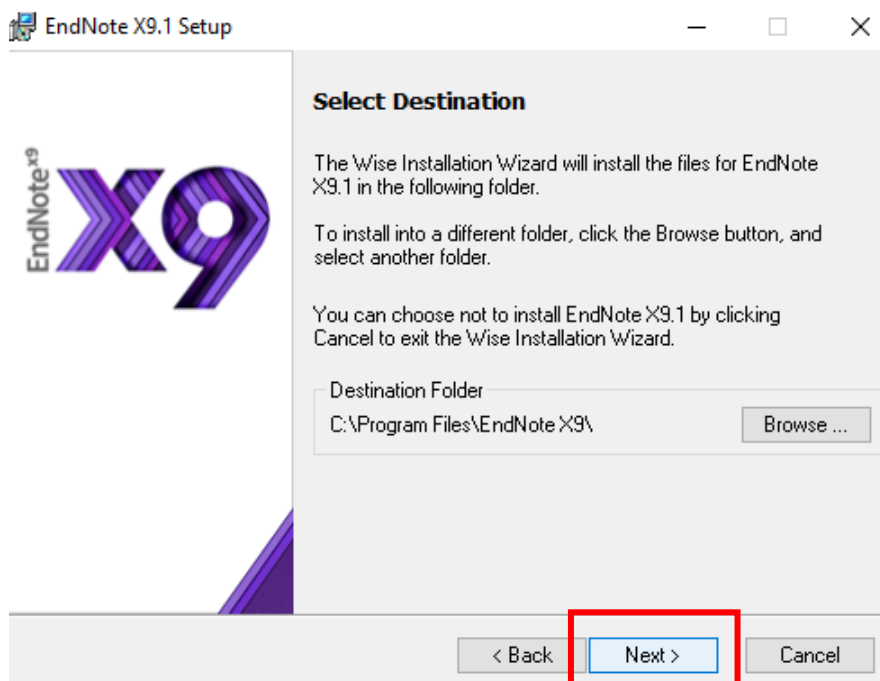 EndNote X9.1 Setup
EndNote x9
X9
Select Destination
The Wise Installation Wizard will install the files for EndNote
X9.1 in the following folder.
To install into a different folder, click the Browse button, and
select another folder.
You can choose not to install EndNote X9.1 by clicking
Cancel to exit the Wise Installation Wizard.
Destination Folder
C:\Program Files\EndNote X9\
Browse ...
< Back
Next >
Cancel